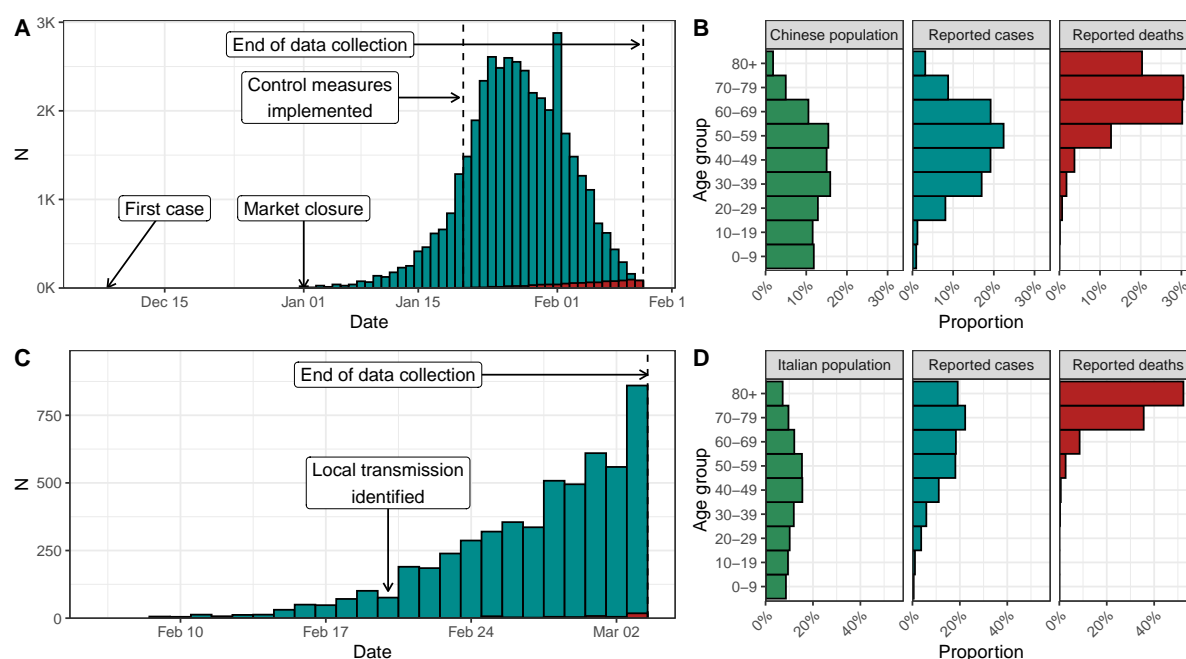 A
3K
2K
1K
0K
N
End of data collection
Control measures
implemented
First case
Market closure
Dec 15
Jan 01
Jan 15
Feb 01
Feb 1
Date
B
Chinese population
Reported cases
Reported deaths
80+
70–79
60–69
50–59
40–49
30–39
20–29
10–19
0–9
Age group
0%
10%
20%
30%
0%
10%
20%
30%
0%
10%
20%
30%
Proportion
C
750
500
250
0
N
End of data collection
Local transmission
identified
Feb 10
Feb 17
Feb 24
Mar 02
Date
D
Italian population
Reported cases
Reported deaths
80+
70–79
60–69
50–59
40–49
30–39
20–29
10–19
0–9
Age group
0%
20%
40%
0%
20%
40%
0%
20%
40%
Proportion